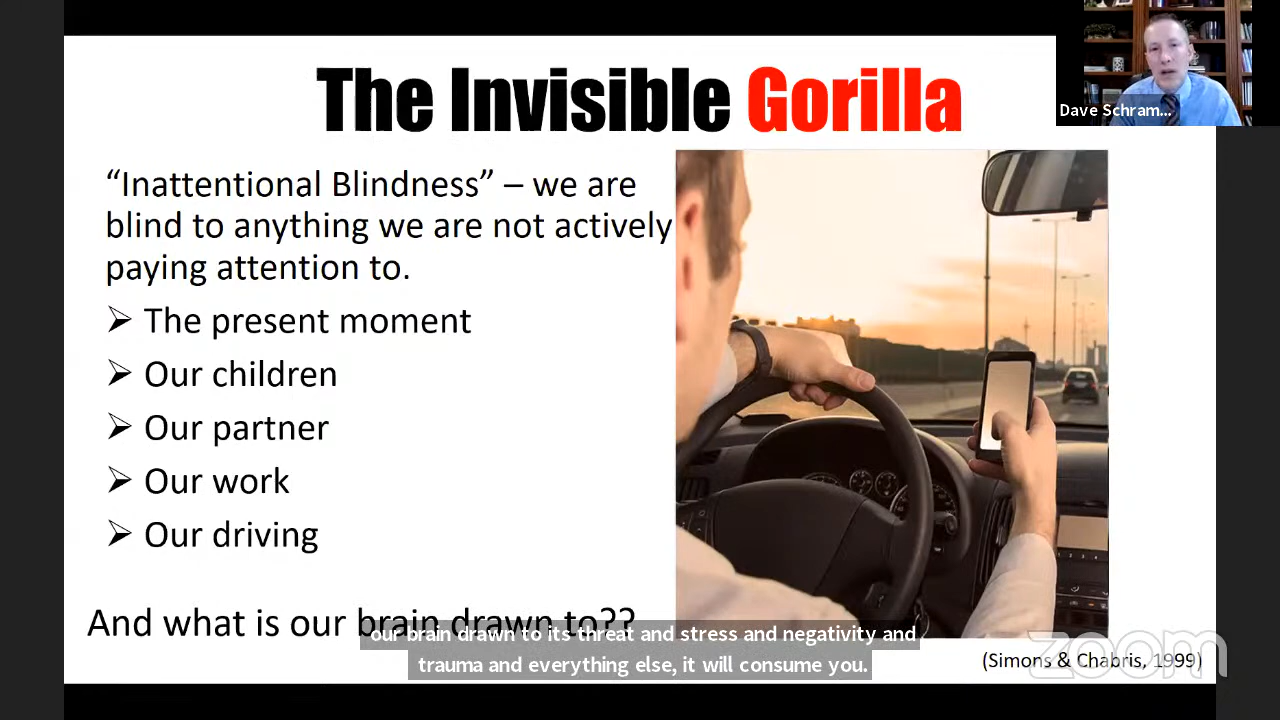 The Invisible Gorilla
Dave Schram...
“Inattentional Blindness” – we are
blind to anything we are not actively
paying attention to.
➢ The present moment
➢ Our children
➢ Our partner
➢ Our work
➢ Our driving
And what is our brain drawn to??
our brain drawn to its threat and stress and negativity and
trauma and everything else, it will consume you.
(Simons & Chabris, 1999)
zoom